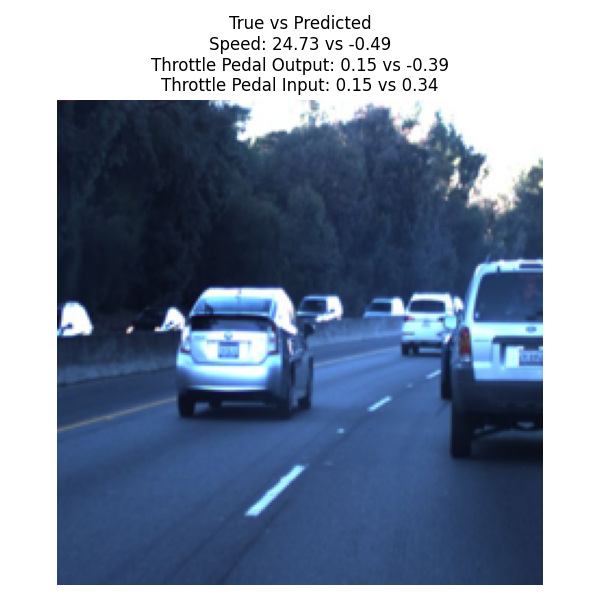 True vs Predicted
Speed: 24.73 vs -0.49
Throttle Pedal Output: 0.15 vs -0.39
Throttle Pedal Input: 0.15 vs 0.34